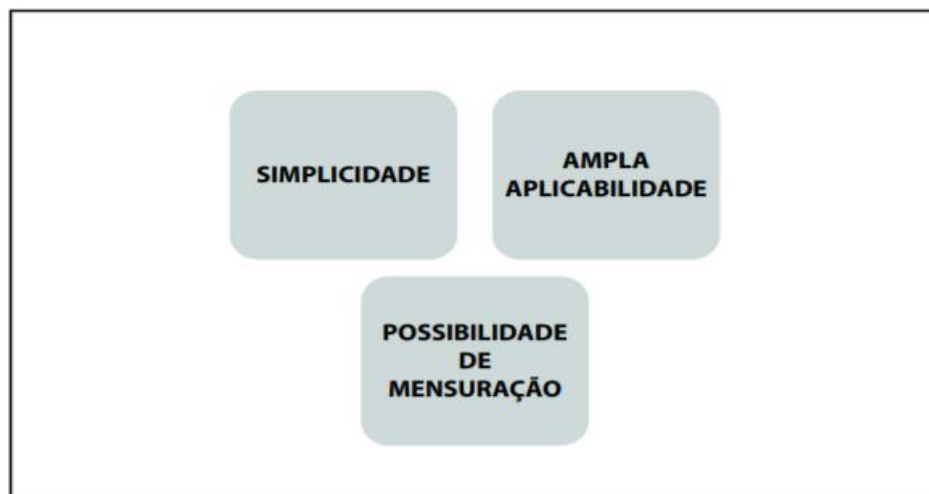 SIMPLICIDADE
AMPLA
APLICABILIDADE
POSSIBILIDADE
DE
MENSURAÇÃO